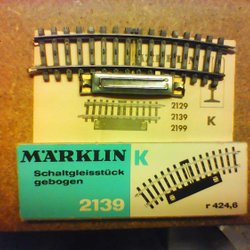 2129
2139
2199
K
MÄRKLIN K
Schaltgleisstück
gebogen
2139
r 424,6